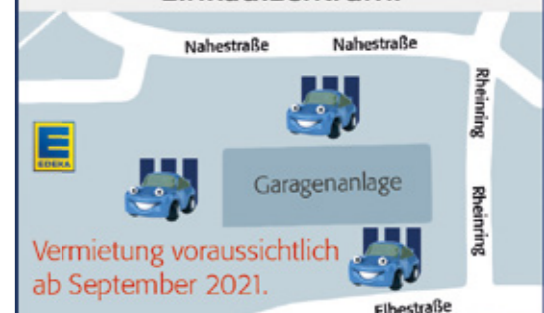 Nahestraße
Nahestraße
Rheinring
E
EDEKA
Garagenanlage
Rheinring
Vermietung voraussichtlich
ab September 2021.
Elbestraße